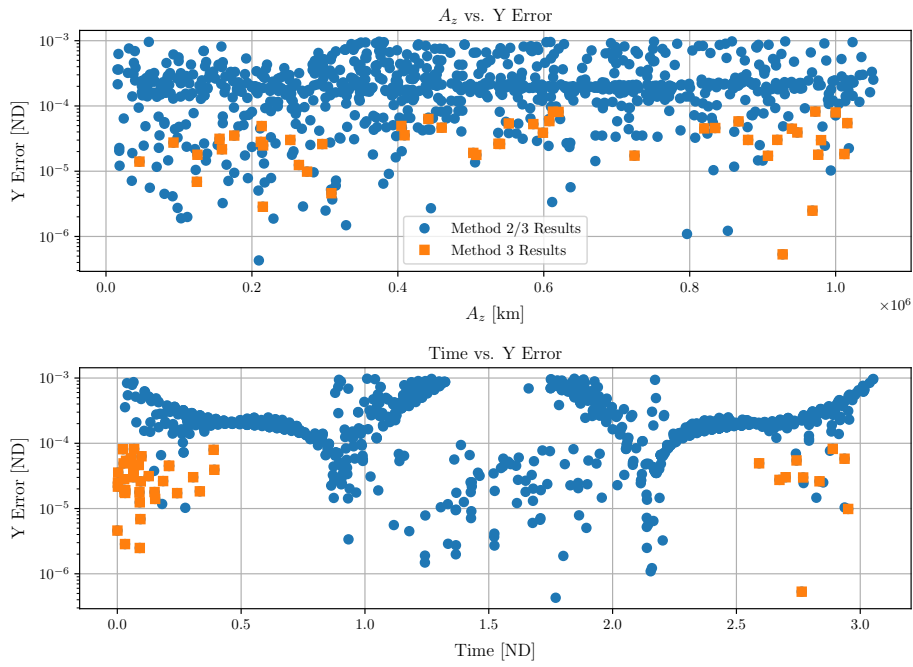 A_z vs. Y Error
10⁻³
10⁻⁴
10⁻⁵
10⁻⁶
Y Error [ND]
Method 2/3 Results
Method 3 Results
0.0 0.2 0.4 0.6 0.8 1.0
×10⁶
A_z [km]
Time vs. Y Error
10⁻³
10⁻⁴
10⁻⁵
10⁻⁶
Y Error [ND]
0.0 0.5 1.0 1.5 2.0 2.5 3.0
Time [ND]